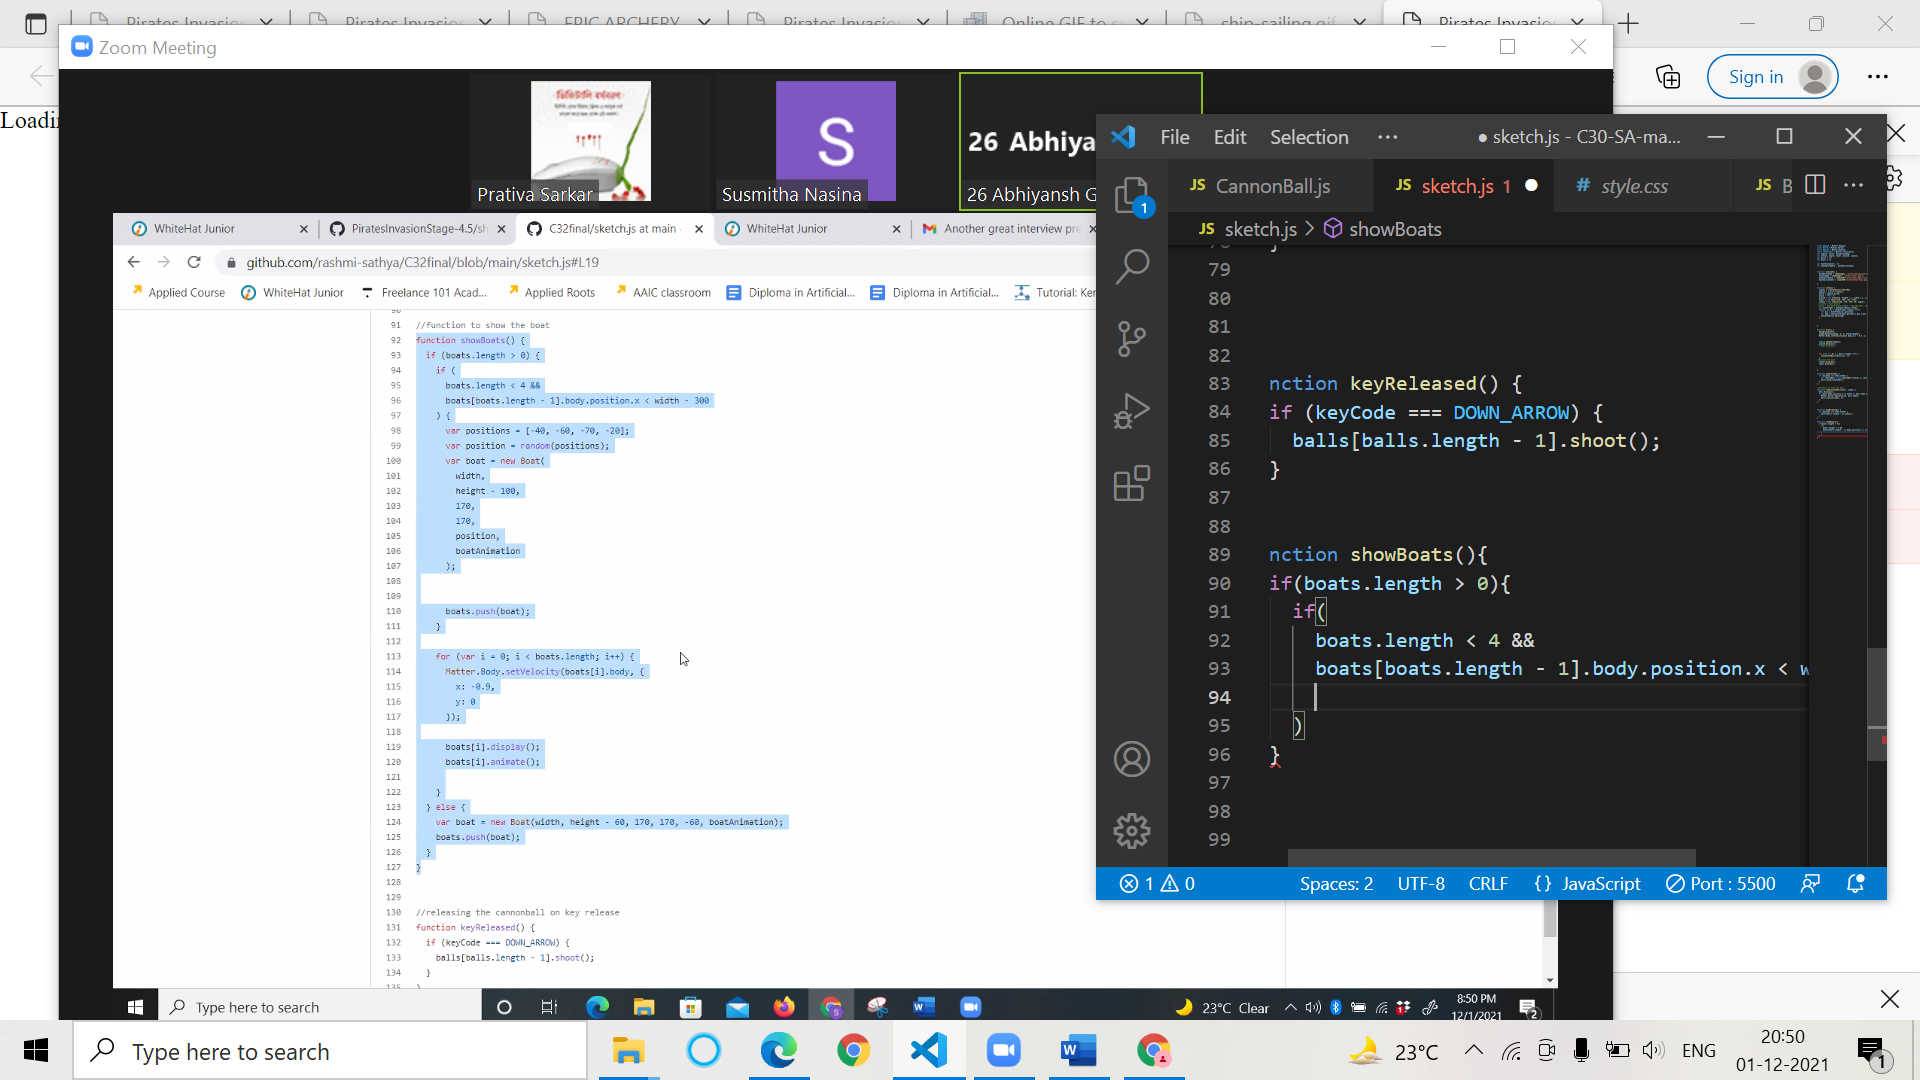 Pirates Invasio
Pirates Invasio
EPIC ARCHERY
Pirates Invasio
Online GIF to s
ship-sailing.gif
Pirates Invasio
Zoom Meeting
Sign in
Loadi
ডিজিটালি বর্ষবরণ
S
26 Abhiya
Prativa Sarkar
Susmitha Nasina
26 Abhiyansh G
WhiteHat Junior
PiratesInvasionStage-4.5/sh
C32final/sketch.js at main
WhiteHat Junior
Another great interview pre
github.com/rashmi-sathya/C32final/blob/main/sketch.js#L19
Applied Course
WhiteHat Junior
Freelance 101 Acad...
Applied Roots
AAIC classroom
Diploma in Artificial...
Diploma in Artificial...
Tutorial: Ker
90
91 //function to show the boat
92 function showBoats() {
93 if (boats.length > 0) {
94 if (
95 boats.length < 4 &&
96 boats[boats.length - 1].body.position.x < width - 300
97 ) {
98 var positions = [-40, -60, -70, -20];
99 var position = random(positions);
100 var boat = new Boat(
101 width,
102 height - 100,
103 170,
104 170,
105 position,
106 boatAnimation
107 );
108
109
110 boats.push(boat);
111 }
112
113 for (var i = 0; i < boats.length; i++) {
114 Matter.Body.setVelocity(boats[i].body, {
115 x: -0.9,
116 y: 0
117 });
118
119 boats[i].display();
120 boats[i].animate();
121
122 }
123 } else {
124 var boat = new Boat(width, height - 60, 170, 170, -60, boatAnimation);
125 boats.push(boat);
126 }
127 }
128
129
130 //releasing the cannonball on key release
131 function keyReleased() {
132 if (keyCode === DOWN_ARROW) {
133 balls[balls.length - 1].shoot();
134 }
135 }
Type here to search
23°C Clear
8:50 PM
12/1/2021
2
File Edit Selection ···
● sketch.js - C30-SA-ma...
JS CannonBall.js
JS sketch.js 1
# style.css
JS B
JS sketch.js > showBoats
1
78 }
79
80
81
82
83 nction keyReleased() {
84 if (keyCode === DOWN_ARROW) {
85 balls[balls.length - 1].shoot();
86 }
87
88
89 nction showBoats(){
90 if(boats.length > 0){
91 if(
92 boats.length < 4 &&
93 boats[boats.length - 1].body.position.x < w
94
95 )
96 }
97
98
99
1 0
Spaces: 2
UTF-8
CRLF
{} JavaScript
Port : 5500
Type here to search
23°C
ENG
20:50
01-12-2021
1